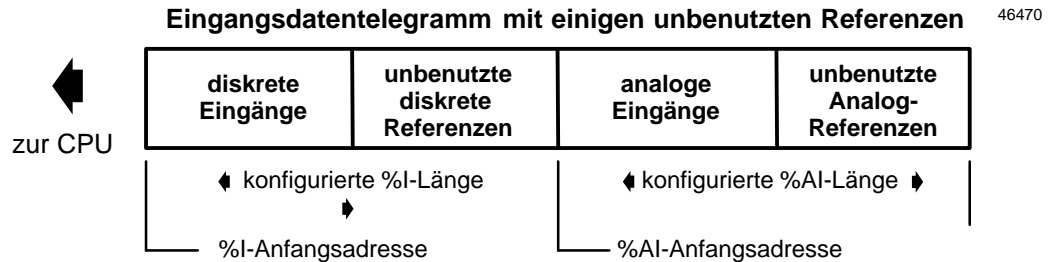 Eingangsdatentelegramm mit einigen unbenutzten Referenzen
46470
diskrete
Eingänge
unbenutzte
diskrete
Referenzen
analoge
Eingänge
unbenutzte
Analog-
Referenzen
zur CPU
konfigurierte %I-Länge
konfigurierte %AI-Länge
%I-Anfangsadresse
%AI-Anfangsadresse